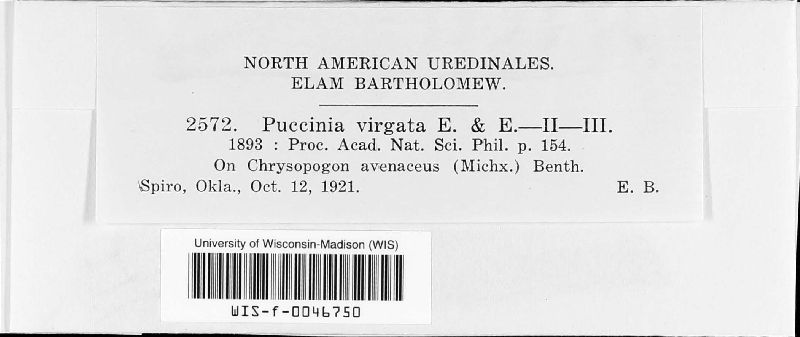 NORTH AMERICAN UREDINALES.
ELAM BARTHOLOMEW.
2572. Puccinia virgata E. & E.—II—III.
1893 : Proc. Acad. Nat. Sci. Phil. p. 154.
On Chrysopogon avenaceus (Michx.) Benth.
Spiro, Okla., Oct. 12, 1921. E. B.
University of Wisconsin-Madison (WIS)
WIS-f-0046750